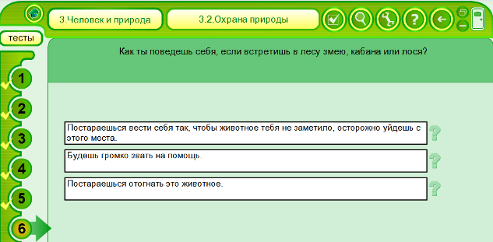 3.Человек и природа
3.2.Охрана природы
тесты
Как ты поведешь себя, если встретишь в лесу змею, кабана или лося?
1
2
3
4
5
6
Постараешься вести себя так, чтобы животное тебя не заметило, осторожно уйдешь с
этого места.
Будешь громко звать на помощь.
Постараешься отогнать это животное.